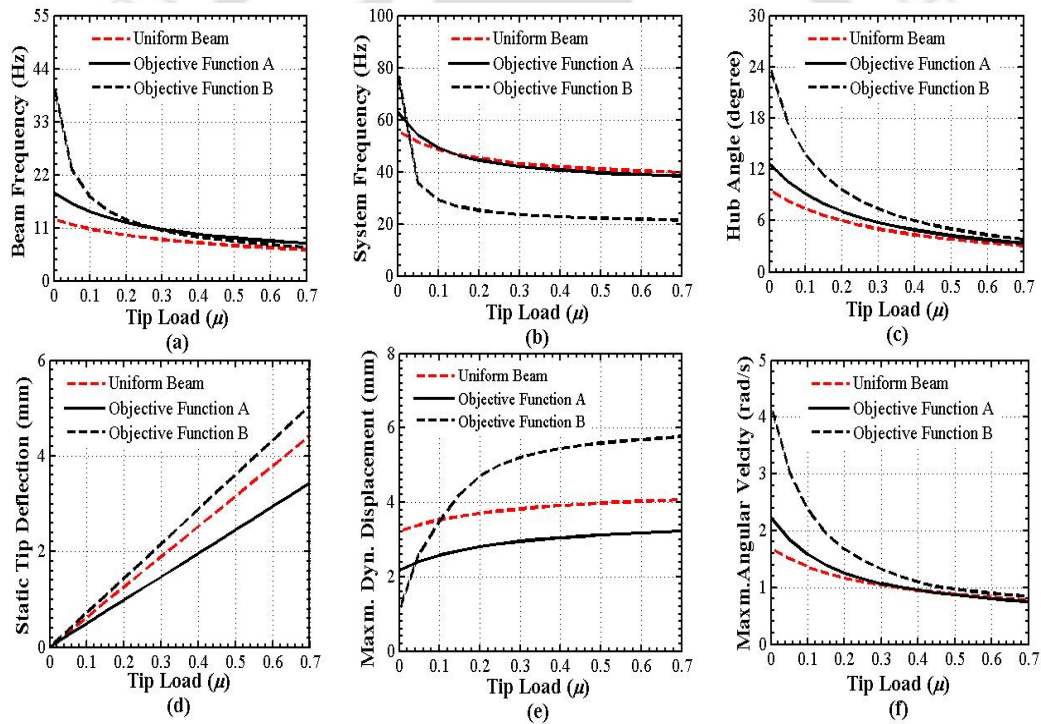 Beam Frequency (Hz)
55
44
33
22
11
0
Uniform Beam
Objective Function A
Objective Function B
0 0.1 0.2 0.3 0.4 0.5 0.6 0.7
Tip Load (μ)
(a)
System Frequency (Hz)
100
80
60
40
20
0
Uniform Beam
Objective Function A
Objective Function B
0 0.1 0.2 0.3 0.4 0.5 0.6 0.7
Tip Load (μ)
(b)
Hub Angle (degree)
30
24
18
12
6
0
Uniform Beam
Objective Function A
Objective Function B
0 0.1 0.2 0.3 0.4 0.5 0.6 0.7
Tip Load (μ)
(c)
Static Tip Deflection (mm)
6
4
2
0
Uniform Beam
Objective Function A
Objective Function B
0 0.1 0.2 0.3 0.4 0.5 0.6 0.7
Tip Load (μ)
(d)
Maxm. Dyn. Displacement (mm)
8
6
4
2
0
Uniform Beam
Objective Function A
Objective Function B
0 0.1 0.2 0.3 0.4 0.5 0.6 0.7
Tip Load (μ)
(e)
Maxm.Angular Velcity (rad/s)
5
4
3
2
1
0
Uniform Beam
Objective Function A
Objective Function B
0 0.1 0.2 0.3 0.4 0.5 0.6 0.7
Tip Load (μ)
(f)